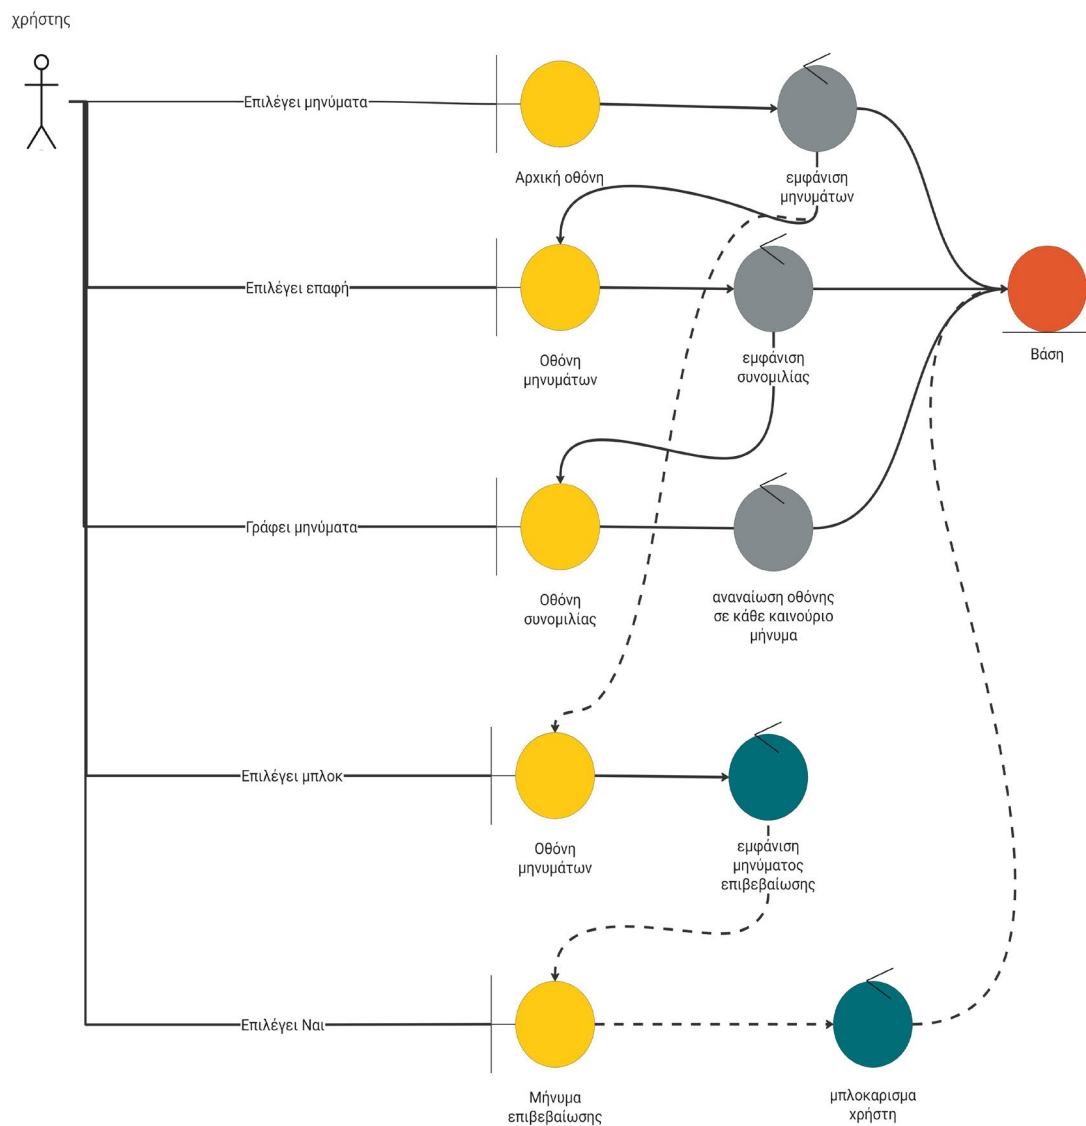 χρήστης
Επιλέγει μηνύματα
Αρχική οθόνη
εμφάνιση
μηνυμάτων
Επιλέγει επαφή
Οθόνη
μηνυμάτων
εμφάνιση
συνομιλίας
Βάση
Γράφει μηνύματα
Οθόνη
συνομιλίας
αναναίωση οθόνης
σε κάθε καινούριο
μήνυμα
Επιλέγει μπλοκ
Οθόνη
μηνυμάτων
εμφάνιση
μηνύματος
επιβεβαίωσης
Επιλέγει Ναι
Μήνυμα
επιβεβαίωσης
μπλοκαρισμα
χρήστη